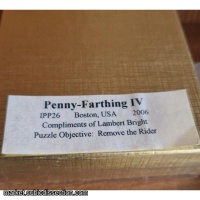 Penny-Farthing IV
IPP26 Boston, USA 2006
Compliments of Lambert Bright
Puzzle Objective: Remove the Rider